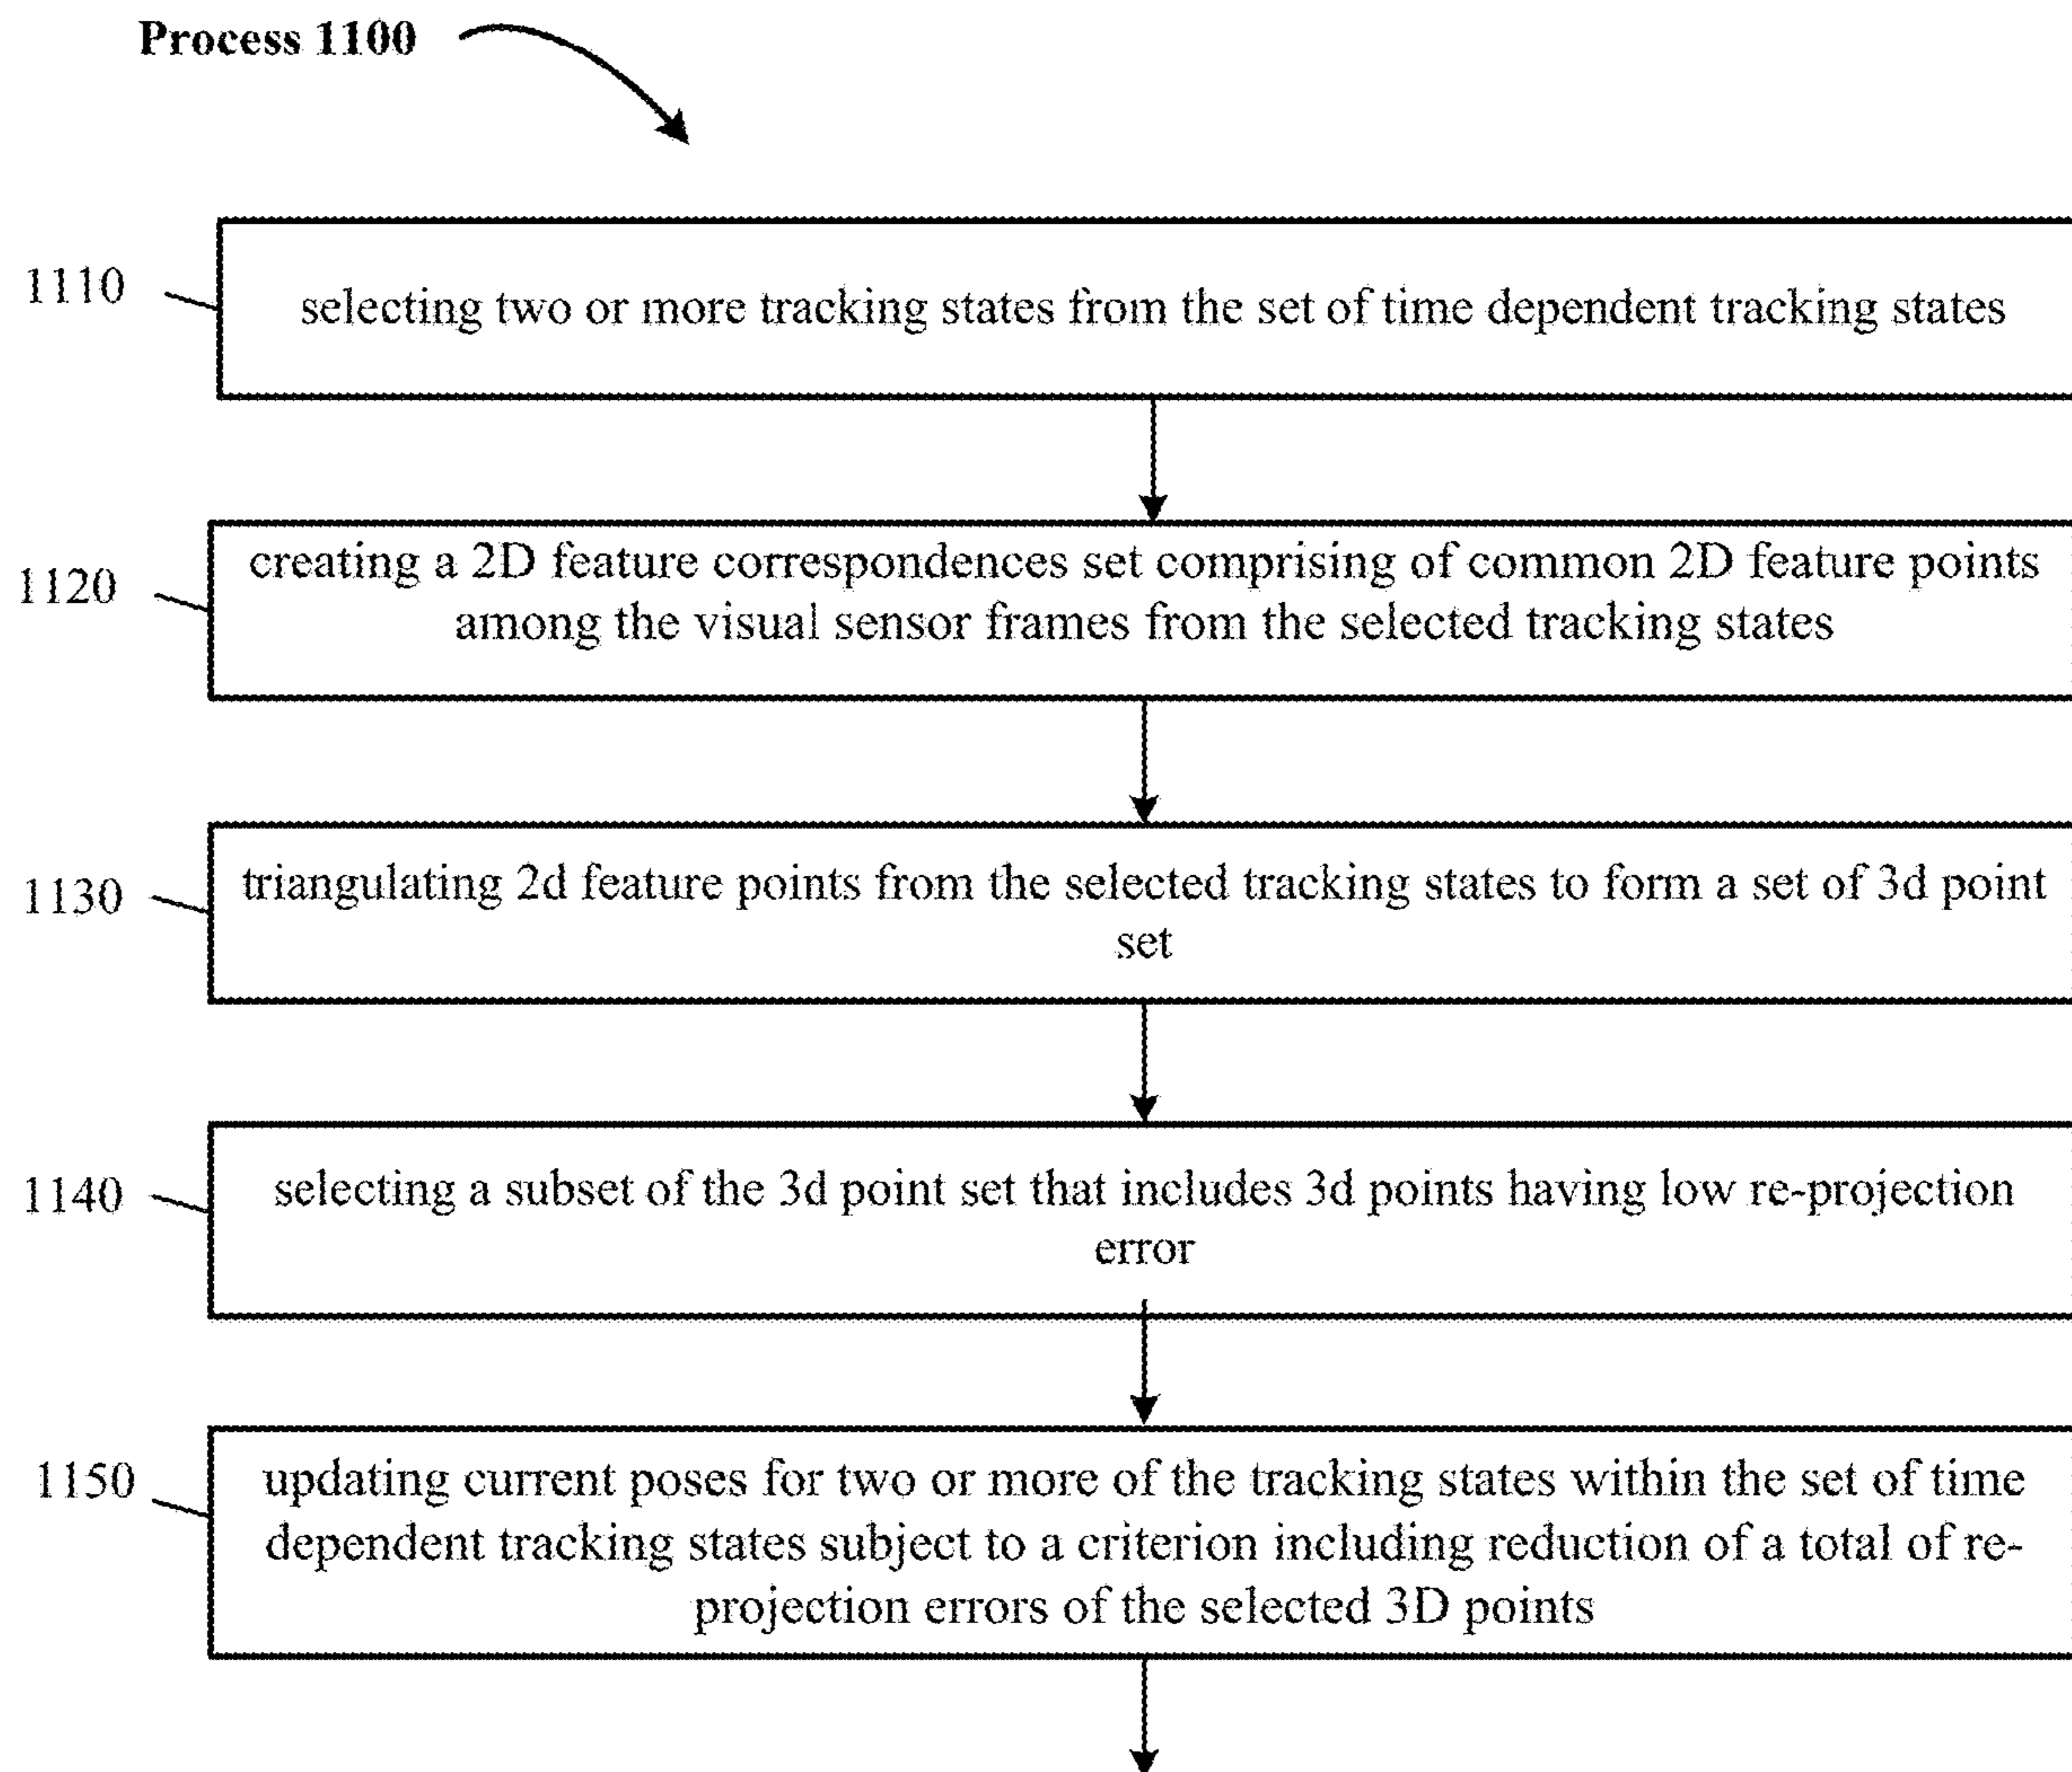 Process 1100
1110
selecting two or more tracking states from the set of time dependent tracking states
1120
creating a 2D feature correspondences set comprising of common 2D feature points
among the visual sensor frames from the selected tracking states
1130
triangulating 2d feature points from the selected tracking states to form a set of 3d point
set
1140
selecting a subset of the 3d point set that includes 3d points having low re-projection
error
1150
updating current poses for two or more of the tracking states within the set of time
dependent tracking states subject to a criterion including reduction of a total of re-
projection errors of the selected 3D points